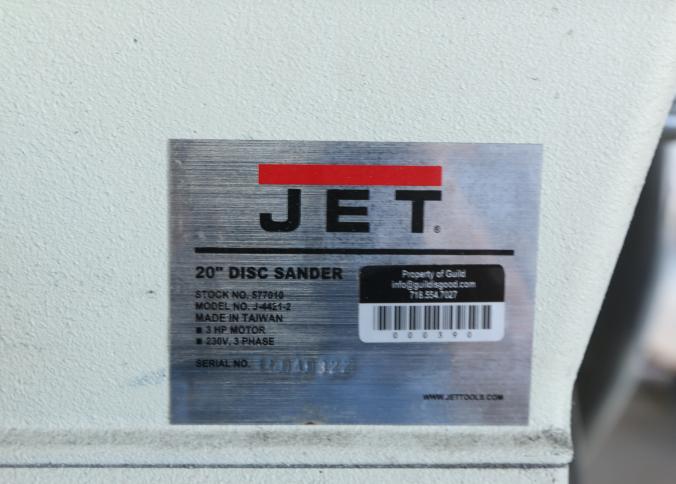 JET®
20" DISC SANDER
STOCK NO. 577010
MODEL NO. J-4421-2
MADE IN TAIWAN
■ 3 HP MOTOR
■ 230V, 3 PHASE
SERIAL NO.
Property of Guild
info@guildisgood.com
718.554.7027
000390
WWW.JETTOOLS.COM